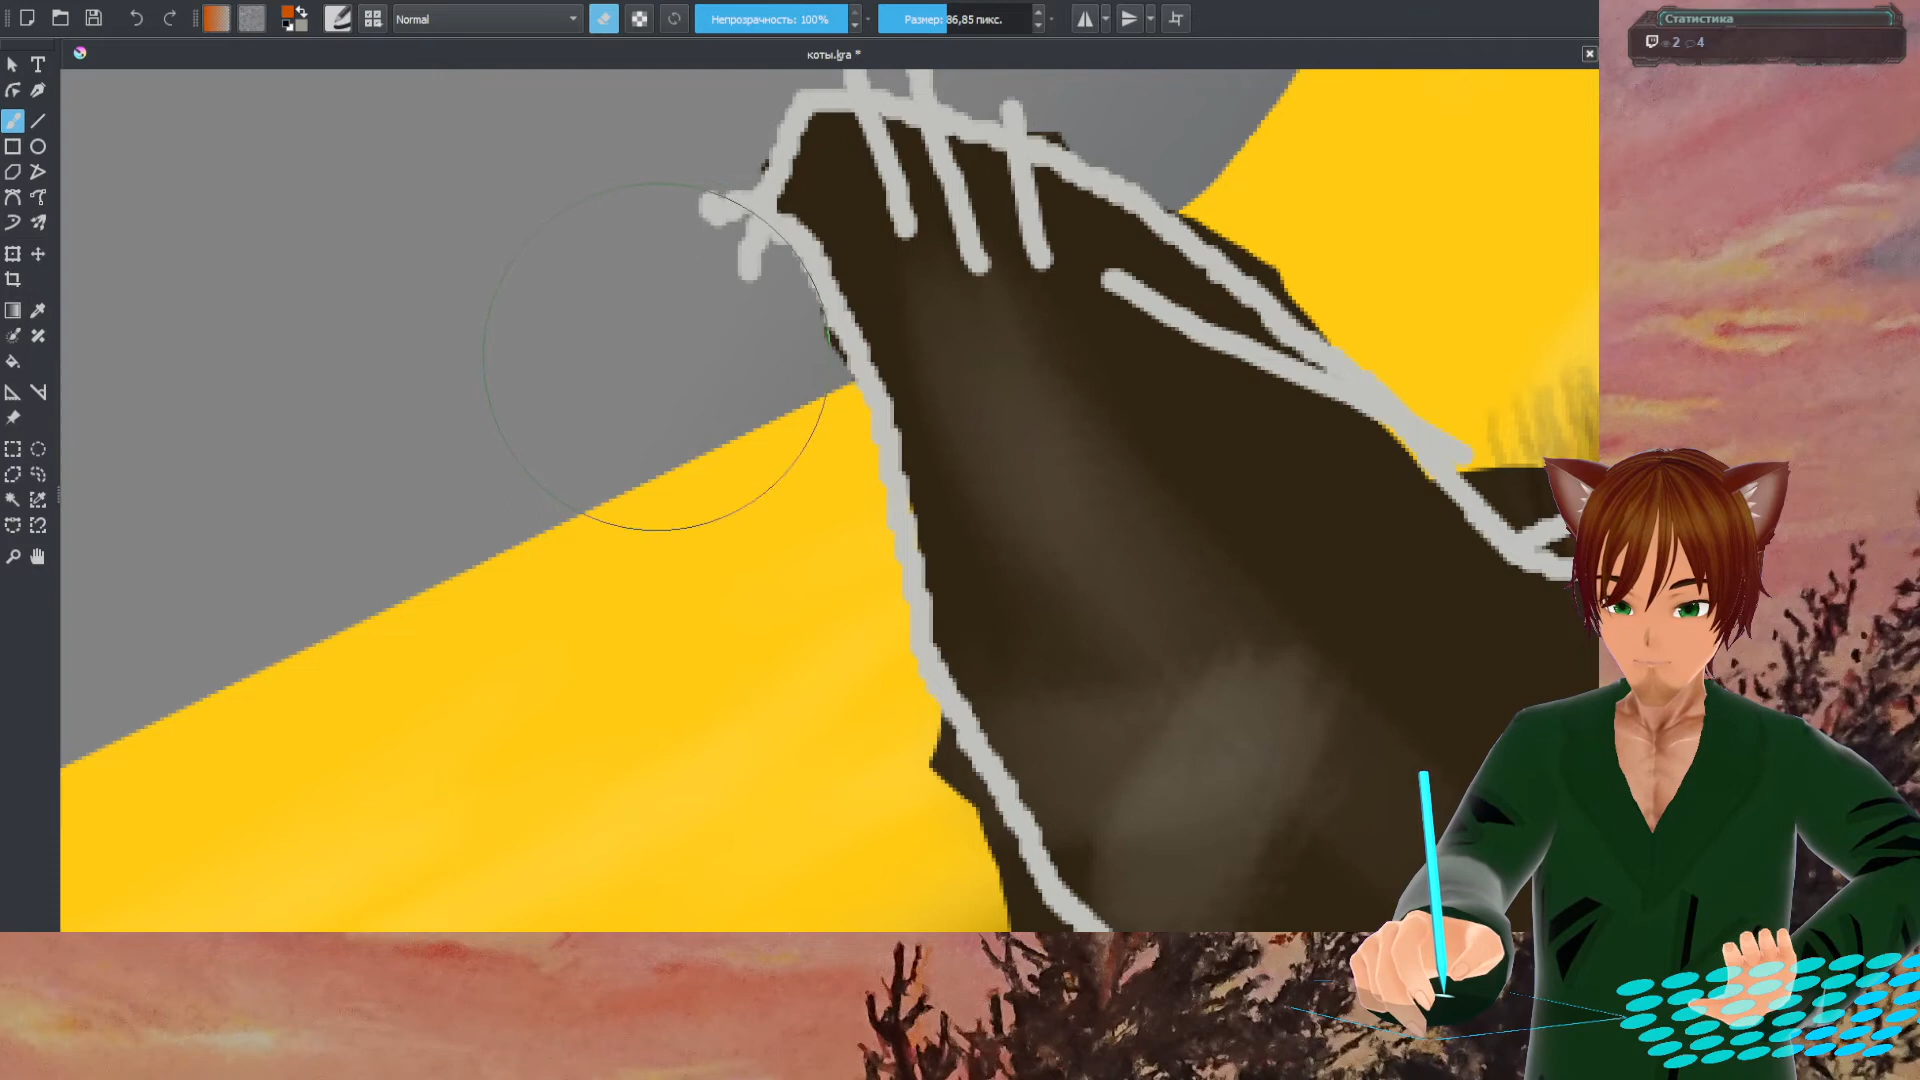 Normal
Непрозрачность: 100%
Размер: 86,85 пикс.
Статистика
коты.kra *
2 4